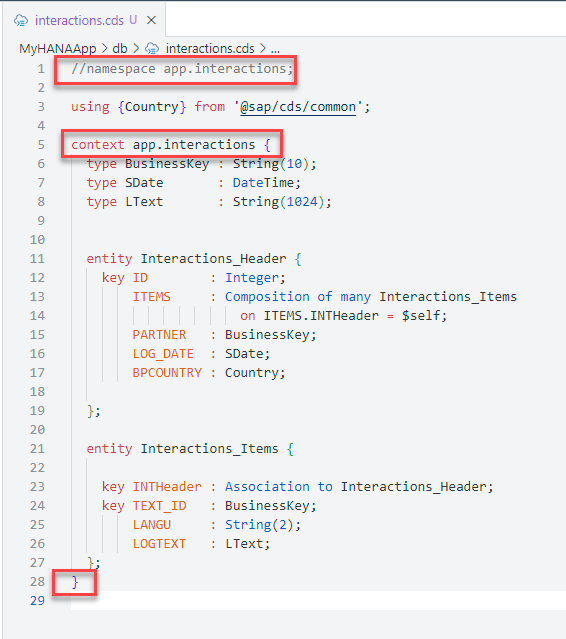 interactions.cds U ×
MyHANAApp > db > interactions.cds > ...
1 //namespace app.interactions;
2
3 using {Country} from '@sap/cds/common';
4
5 context app.interactions {
6 type BusinessKey : String(10);
7 type SDate : DateTime;
8 type LText : String(1024);
9
10
11 entity Interactions_Header {
12 key ID : Integer;
13 ITEMS : Composition of many Interactions_Items
14 on ITEMS.INTHeader = $self;
15 PARTNER : BusinessKey;
16 LOG_DATE : SDate;
17 BPCOUNTRY : Country;
18
19 };
20
21 entity Interactions_Items {
22
23 key INTHeader : Association to Interactions_Header;
24 key TEXT_ID : BusinessKey;
25 LANGU : String(2);
26 LOGTEXT : LText;
27 };
28 }
29